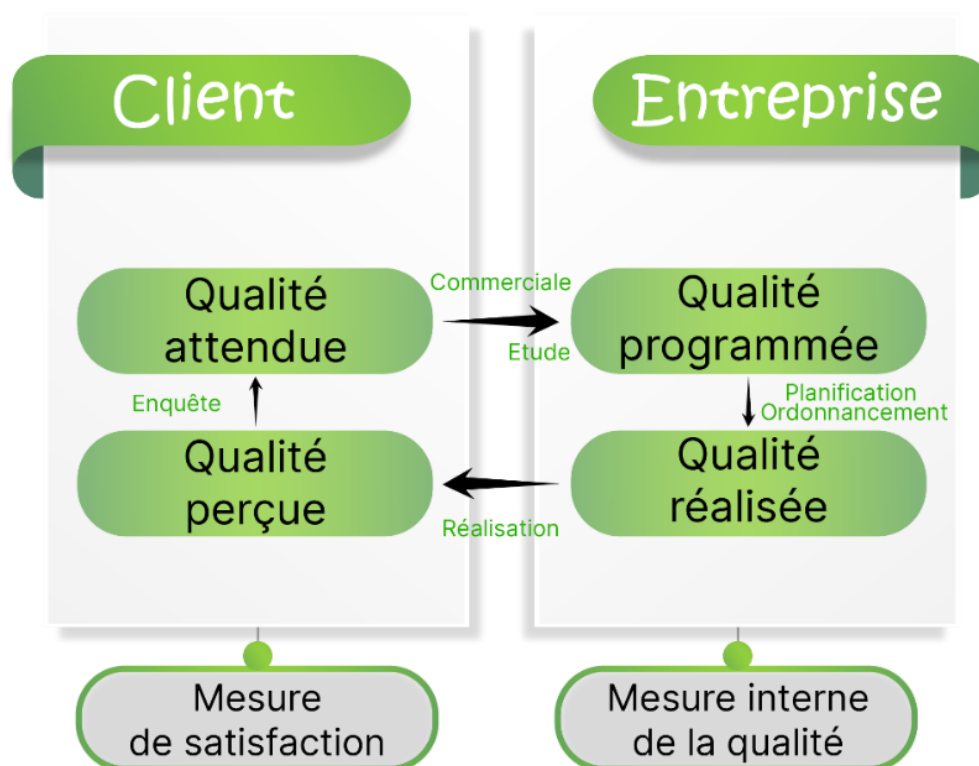 Client
Entreprise
Qualité
attendue
Commerciale
Etude
Qualité
programmée
Enquête
Planification
Ordonnancement
Qualité
perçue
Réalisation
Qualité
réalisée
Mesure
de satisfaction
Mesure interne
de la qualité